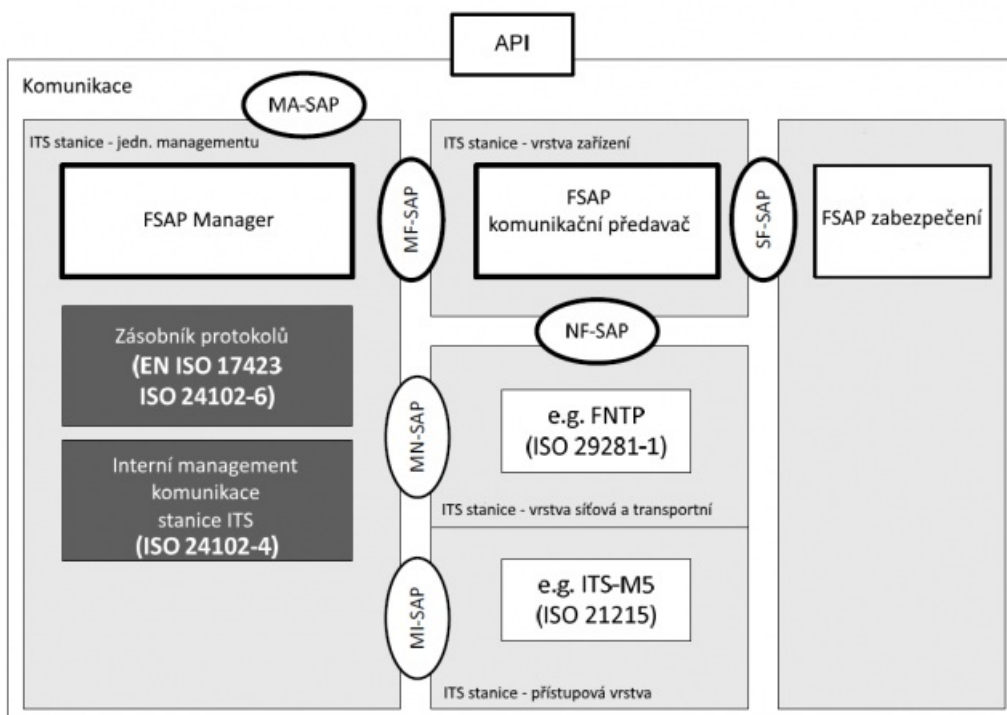 API
Komunikace
MA-SAP
ITS stanice - jedn. managementu
FSAP Manager
Zásobník protokolů
(EN ISO 17423
ISO 24102-6)
Interní management
komunikace
stanice ITS
(ISO 24102-4)
MF-SAP
MN-SAP
MI-SAP
ITS stanice - vrstva zařízení
FSAP
komunikační předavač
NF-SAP
e.g. FNTP
(ISO 29281-1)
ITS stanice - vrstva síťová a transportní
e.g. ITS-M5
(ISO 21215)
ITS stanice - přístupová vrstva
SF-SAP
FSAP zabezpečení